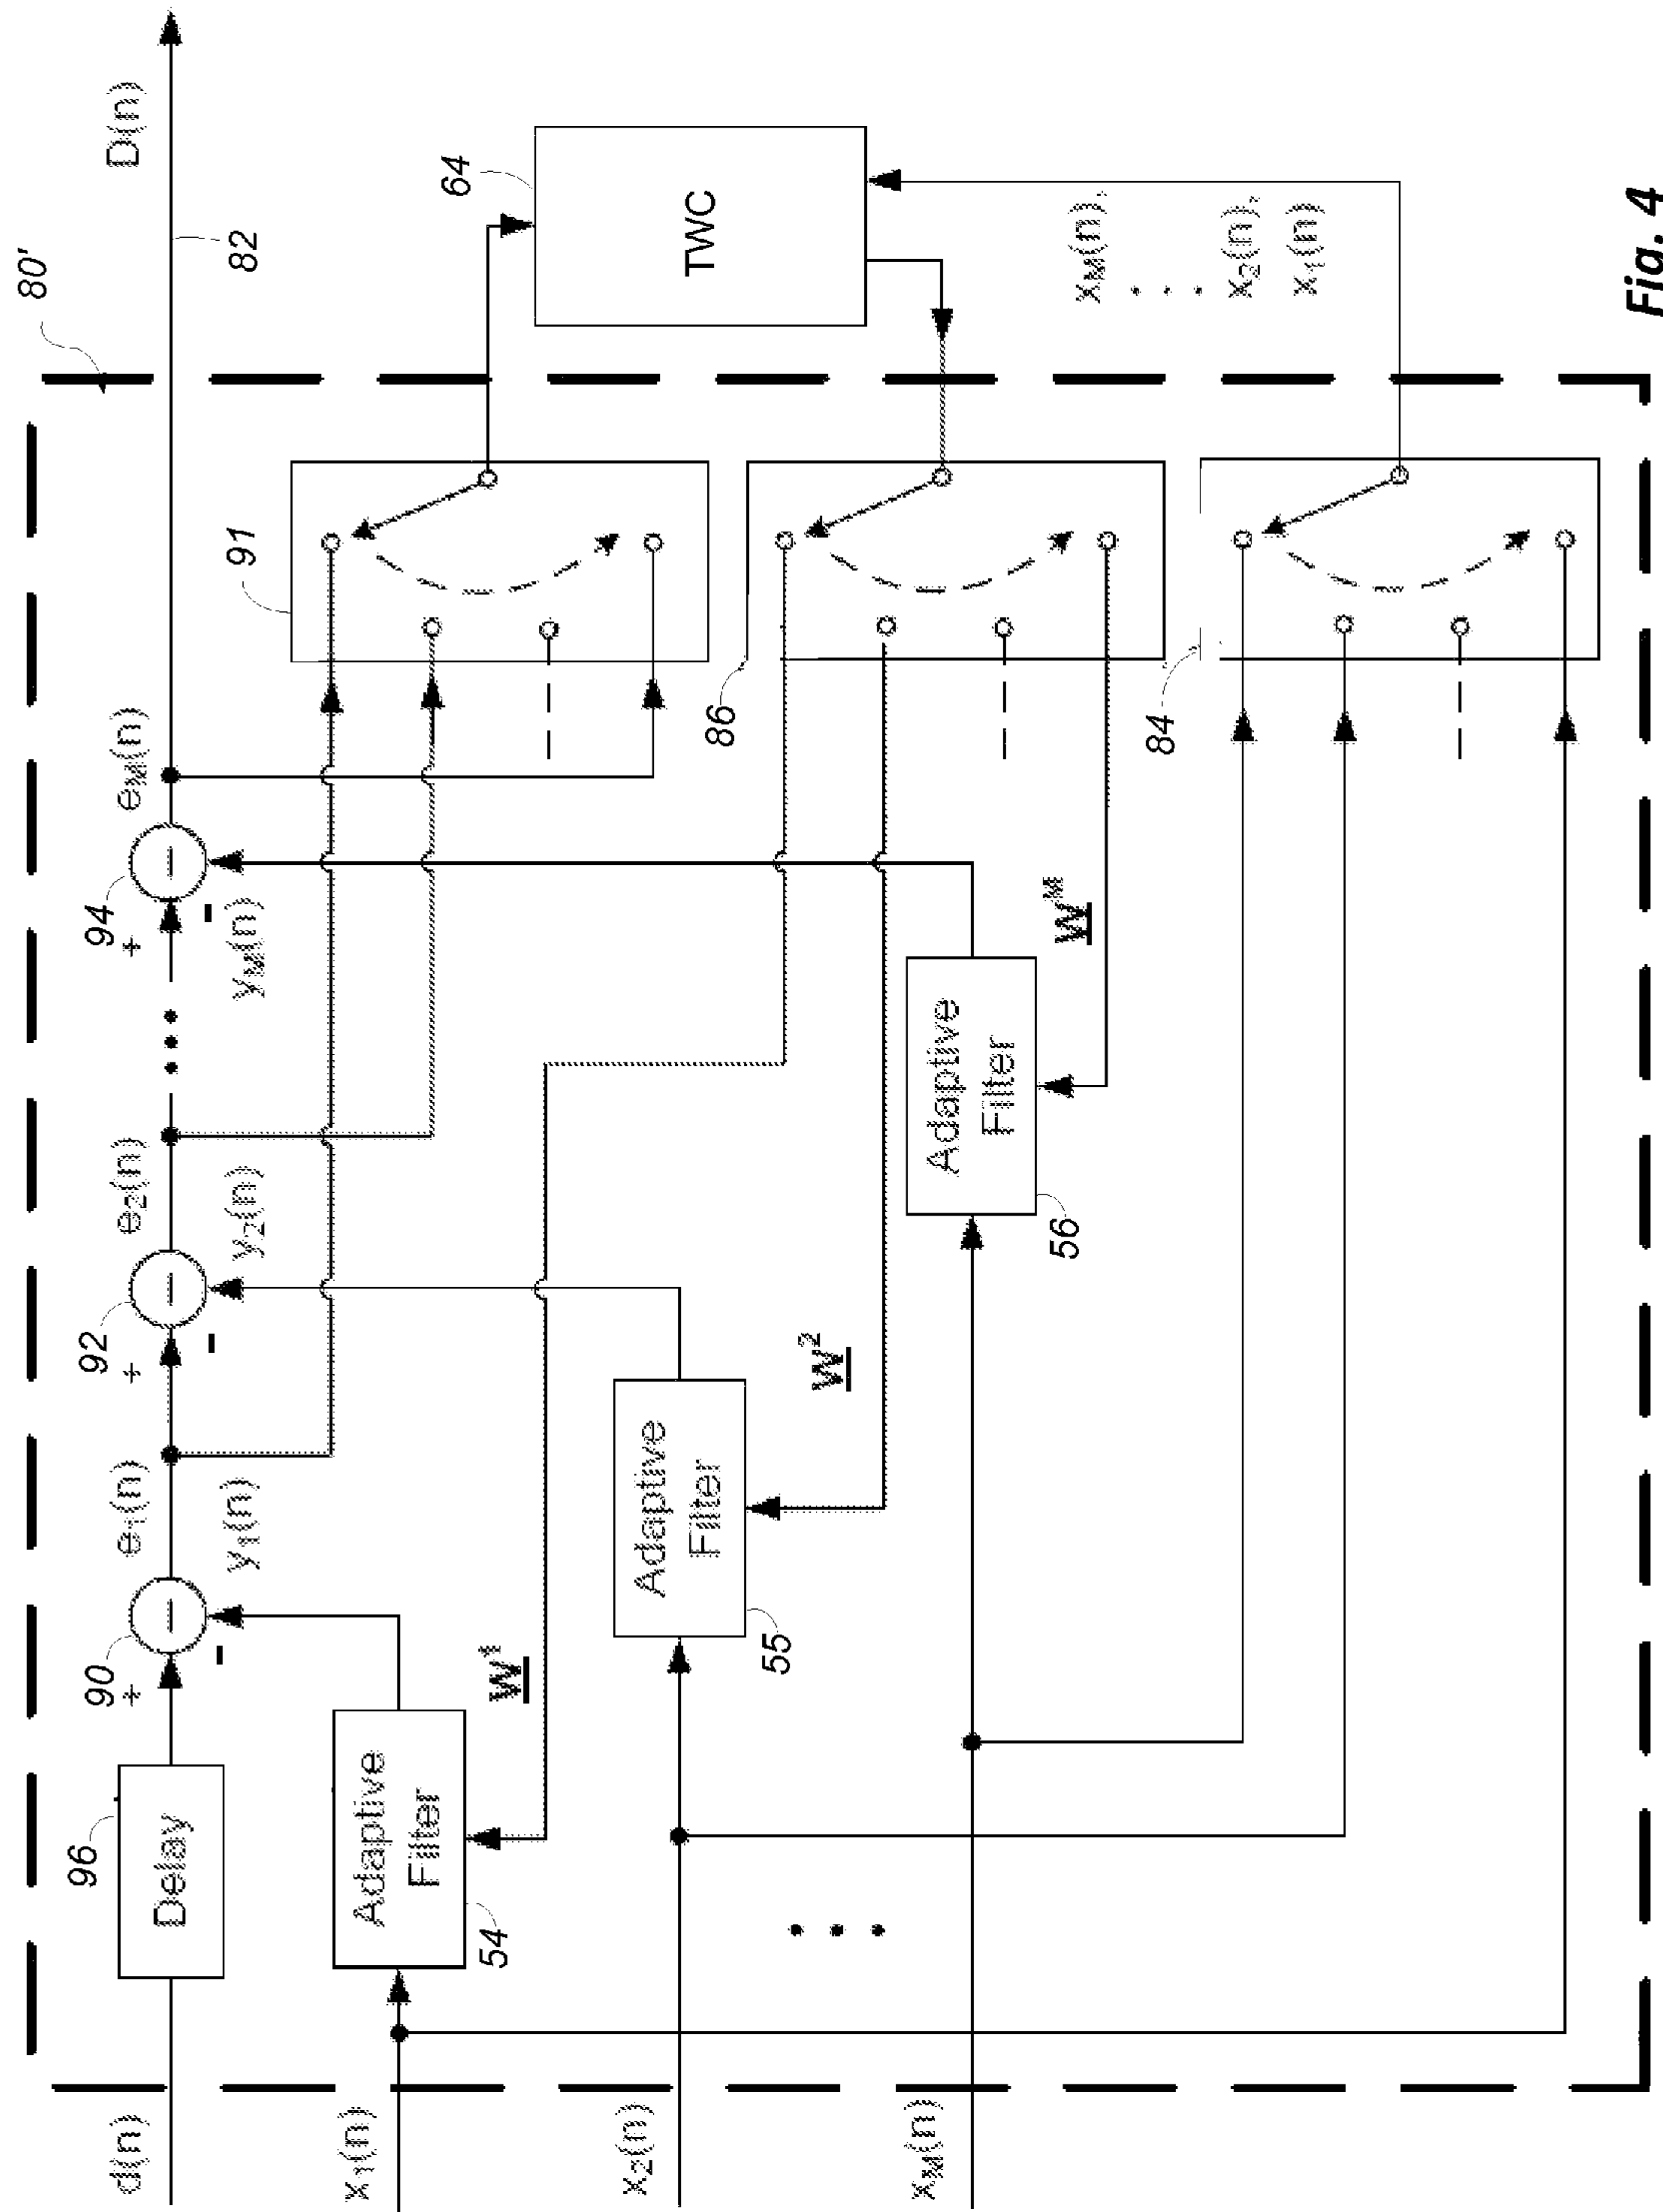 80'
d(n)
96
Delay
90
+
-
e1(n)
y1(n)
92
+
-
e2(n)
y2(n)
94
+
-
eM(n)
yM(n)
82
D(n)
x1(n)
54
Adaptive
Filter
W1
91
64
TWC
x2(n)
55
Adaptive
Filter
W2
86
xM(n)
56
Adaptive
Filter
WM
84
xM(n),
x2(n),
x1(n)
Fig. 4